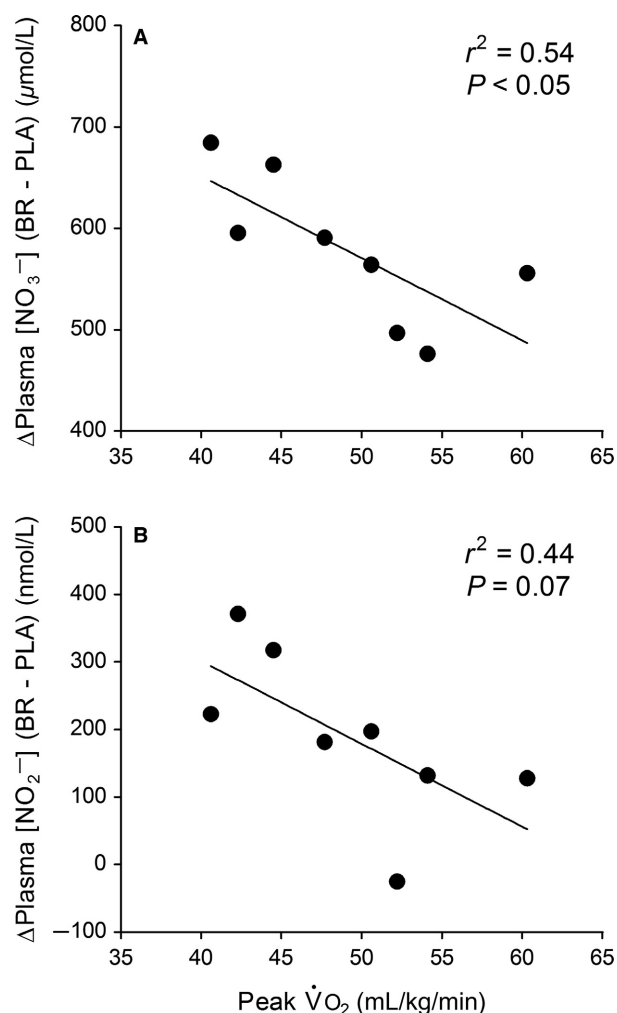 A
r² = 0.54
P < 0.05
ΔPlasma [NO₃⁻] (BR - PLA) (µmol/L)
800
700
600
500
400
35 40 45 50 55 60 65
B
r² = 0.44
P = 0.07
ΔPlasma [NO₂⁻] (BR - PLA) (nmol/L)
500
400
300
200
100
0
−100
35 40 45 50 55 60 65
Peak V̇O₂ (mL/kg/min)